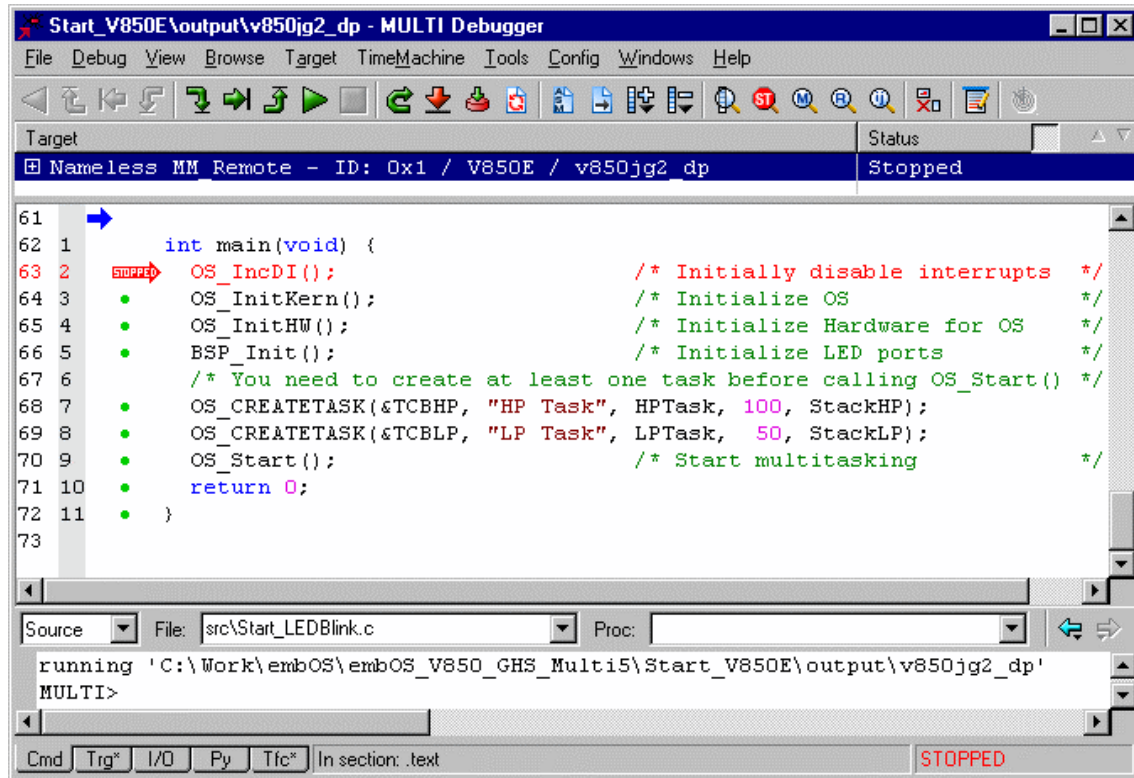 Start_V850E\output\v850jg2_dp - MULTI Debugger
File Debug View Browse Target TimeMachine Tools Config Windows Help
ST M R U
Target Status
Nameless MM_Remote - ID: 0x1 / V850E / v850jg2_dp Stopped
61
62 1 int main(void) {
63 2 STOPPED OS_IncDI(); /* Initially disable interrupts */
64 3 OS_InitKern(); /* Initialize OS */
65 4 OS_InitHW(); /* Initialize Hardware for OS */
66 5 BSP_Init(); /* Initialize LED ports */
67 6 /* You need to create at least one task before calling OS_Start() */
68 7 OS_CREATETASK(&TCBHP, "HP Task", HPTask, 100, StackHP);
69 8 OS_CREATETASK(&TCBLP, "LP Task", LPTask, 50, StackLP);
70 9 OS_Start(); /* Start multitasking */
71 10 return 0;
72 11 }
73
Source File: src\Start_LEDBlink.c Proc:
running 'C:\Work\embOS\embOS_V850_GHS_Multi5\Start_V850E\output\v850jg2_dp'
MULTI>
Cmd Trg* I/O Py Tfc* In section: .text STOPPED